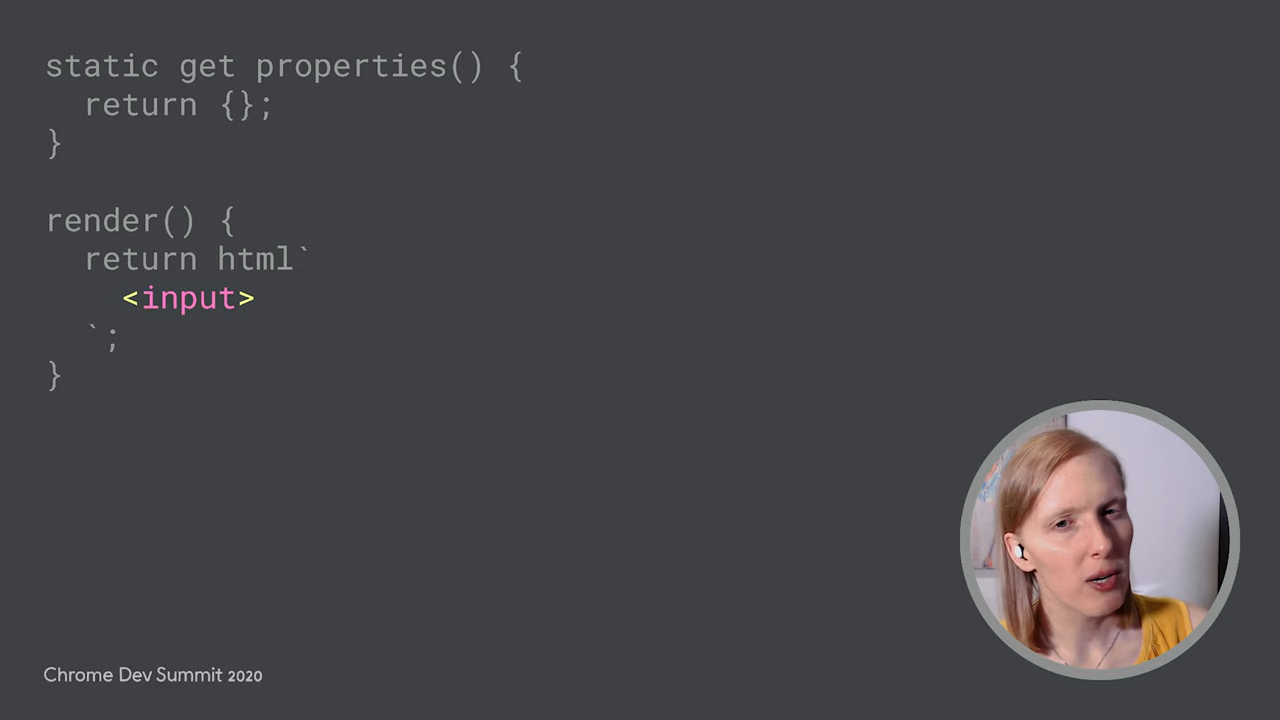 static get properties() {
  return {};
}

render() {
  return html`
    <input>
  `;
}
Chrome Dev Summit 2020